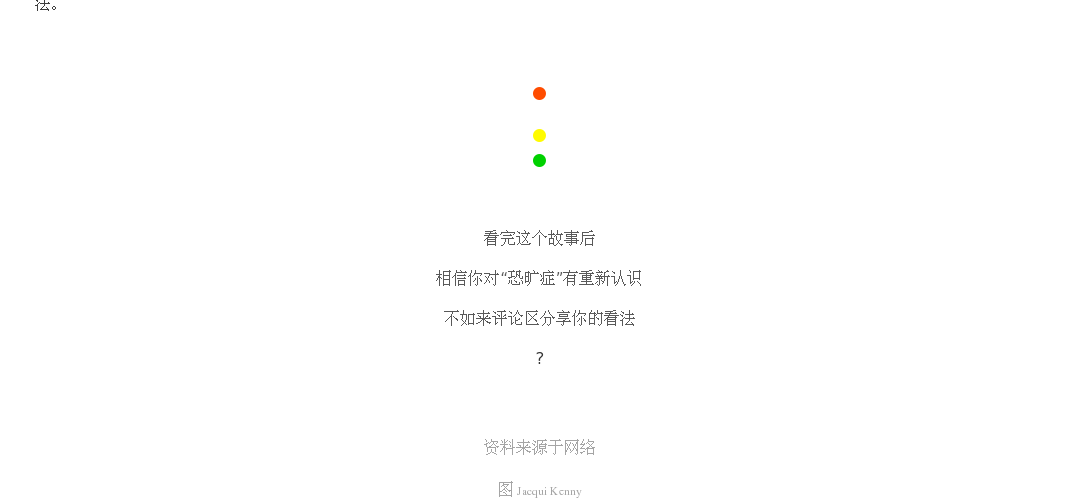 法。
看完这个故事后
相信你对“恐旷症”有重新认识
不如来评论区分享你的看法
?
资料来源于网络
图 Jacqui Kenny